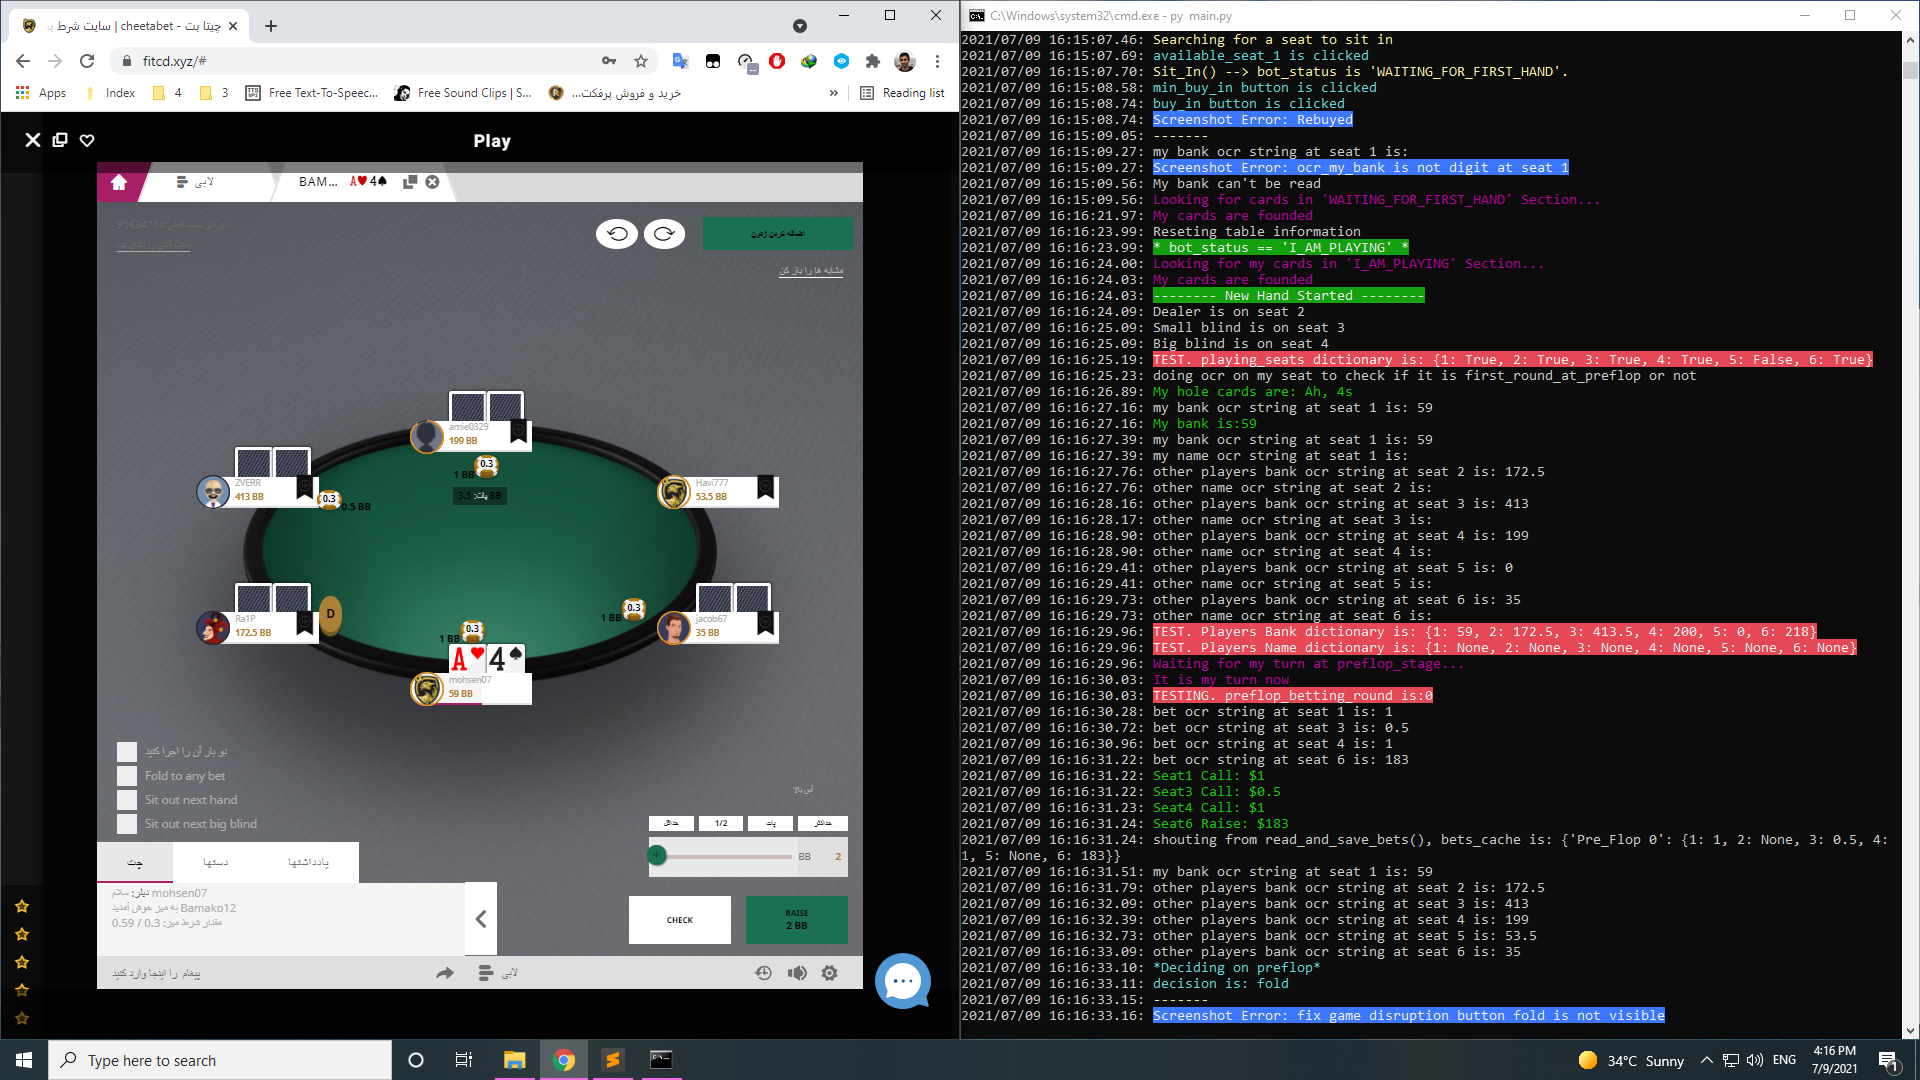 چیتا بت - cheetabet | سایت شرط ب
fitcd.xyz/#
Apps
Index
4
3
Free Text-To-Speec...
Free Sound Clips | S...
خرید و فروش پرفکت...
»
Reading list
Play
لابی
BAM... A♥4♠
91634714:
اضافه کردن ژتون
مشابه ها را باز کن
amie0329
199 BB
0.3
1 BB
پات: 3.5 BB
ZVERR
413 BB
0.3
0.5 BB
Havi777
53.5 BB
Ra1P
172.5 BB
D
0.3
1 BB
jacob67
35 BB
0.3
1 BB
A♥ 4♠
mohsen07
59 BB
دو بار آن را اجرا کنید
Fold to any bet
Sit out next hand
Sit out next big blind
آس بالا
حداقل
1/2
پات
حداکثر
BB 2
چت
دستها
یادداشتها
دیلر: سلام mohsen07
به میز خوش آمدید Bamako12
مقدار شرط میز: 0.3 / 0.59
CHECK
RAISE
2 BB
پیغام را اینجا وارد کنید
لابی
C:\Windows\system32\cmd.exe - py main.py
2021/07/09 16:15:07.46: Searching for a seat to sit in
2021/07/09 16:15:07.69: available_seat_1 is clicked
2021/07/09 16:15:07.70: Sit_In() --> bot_status is 'WAITING_FOR_FIRST_HAND'.
2021/07/09 16:15:08.58: min_buy_in button is clicked
2021/07/09 16:15:08.74: buy_in button is clicked
2021/07/09 16:15:08.74: Screenshot Error: Rebuyed
2021/07/09 16:15:09.05: -------
2021/07/09 16:15:09.27: my bank ocr string at seat 1 is:
2021/07/09 16:15:09.27: Screenshot Error: ocr_my_bank is not digit at seat 1
2021/07/09 16:15:09.56: My bank can't be read
2021/07/09 16:15:09.56: Looking for cards in 'WAITING_FOR_FIRST_HAND' Section...
2021/07/09 16:16:21.97: My cards are founded
2021/07/09 16:16:23.99: Reseting table information
2021/07/09 16:16:23.99: * bot_status == 'I_AM_PLAYING' *
2021/07/09 16:16:24.00: Looking for my cards in 'I_AM_PLAYING' Section...
2021/07/09 16:16:24.03: My cards are founded
2021/07/09 16:16:24.03: -------- New Hand Started --------
2021/07/09 16:16:24.09: Dealer is on seat 2
2021/07/09 16:16:25.09: Small blind is on seat 3
2021/07/09 16:16:25.09: Big blind is on seat 4
2021/07/09 16:16:25.19: TEST. playing_seats dictionary is: {1: True, 2: True, 3: True, 4: True, 5: False, 6: True}
2021/07/09 16:16:25.23: doing ocr on my seat to check if it is first_round_at_preflop or not
2021/07/09 16:16:26.89: My hole cards are: Ah, 4s
2021/07/09 16:16:27.16: my bank ocr string at seat 1 is: 59
2021/07/09 16:16:27.16: My bank is:59
2021/07/09 16:16:27.39: my bank ocr string at seat 1 is: 59
2021/07/09 16:16:27.39: my name ocr string at seat 1 is:
2021/07/09 16:16:27.76: other players bank ocr string at seat 2 is: 172.5
2021/07/09 16:16:27.76: other name ocr string at seat 2 is:
2021/07/09 16:16:28.16: other players bank ocr string at seat 3 is: 413
2021/07/09 16:16:28.17: other name ocr string at seat 3 is:
2021/07/09 16:16:28.90: other players bank ocr string at seat 4 is: 199
2021/07/09 16:16:28.90: other name ocr string at seat 4 is:
2021/07/09 16:16:29.41: other players bank ocr string at seat 5 is: 0
2021/07/09 16:16:29.41: other name ocr string at seat 5 is:
2021/07/09 16:16:29.73: other players bank ocr string at seat 6 is: 35
2021/07/09 16:16:29.73: other name ocr string at seat 6 is:
2021/07/09 16:16:29.96: TEST. Players Bank dictionary is: {1: 59, 2: 172.5, 3: 413.5, 4: 200, 5: 0, 6: 218}
2021/07/09 16:16:29.96: TEST. Players Name dictionary is: {1: None, 2: None, 3: None, 4: None, 5: None, 6: None}
2021/07/09 16:16:29.96: Waiting for my turn at preflop_stage...
2021/07/09 16:16:30.03: It is my turn now
2021/07/09 16:16:30.03: TESTING. preflop_betting_round is:0
2021/07/09 16:16:30.28: bet ocr string at seat 1 is: 1
2021/07/09 16:16:30.72: bet ocr string at seat 3 is: 0.5
2021/07/09 16:16:30.96: bet ocr string at seat 4 is: 1
2021/07/09 16:16:31.22: bet ocr string at seat 6 is: 183
2021/07/09 16:16:31.22: Seat1 Call: $1
2021/07/09 16:16:31.22: Seat3 Call: $0.5
2021/07/09 16:16:31.23: Seat4 Call: $1
2021/07/09 16:16:31.24: Seat6 Raise: $183
2021/07/09 16:16:31.24: shouting from read_and_save_bets(), bets_cache is: {'Pre_Flop 0': {1: 1, 2: None, 3: 0.5, 4:
1, 5: None, 6: 183}}
2021/07/09 16:16:31.51: my bank ocr string at seat 1 is: 59
2021/07/09 16:16:31.79: other players bank ocr string at seat 2 is: 172.5
2021/07/09 16:16:32.09: other players bank ocr string at seat 3 is: 413
2021/07/09 16:16:32.39: other players bank ocr string at seat 4 is: 199
2021/07/09 16:16:32.73: other players bank ocr string at seat 5 is: 53.5
2021/07/09 16:16:33.09: other players bank ocr string at seat 6 is: 35
2021/07/09 16:16:33.10: *Deciding on preflop*
2021/07/09 16:16:33.11: decision is: fold
2021/07/09 16:16:33.15: -------
2021/07/09 16:16:33.16: Screenshot Error: fix game disruption button fold is not visible
Type here to search
34°C Sunny
ENG
4:16 PM
7/9/2021
1